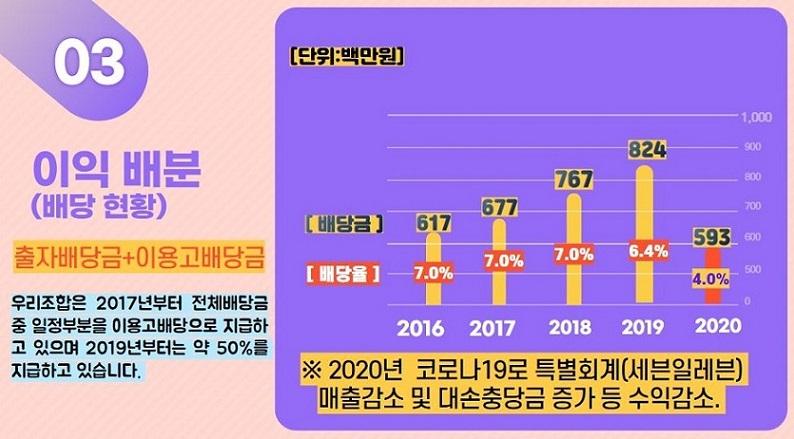 03
이익 배분
(배당 현황)
출자배당금+이용고배당금
우리조합은 2017년부터 전체배당금
중 일정부분을 이용고배당으로 지급하
고 있으며 2019년부터는 약 50%를
지급하고 있습니다.
[단위:백만원]
1,000
900
800
700
600
500
0
[ 배당금 ] 617 677 767 824 593
[ 배당율 ] 7.0% 7.0% 7.0% 6.4% 4.0%
2016 2017 2018 2019 2020
※ 2020년 코로나19로 특별회계(세븐일레븐)
매출감소 및 대손충당금 증가 등 수익감소.